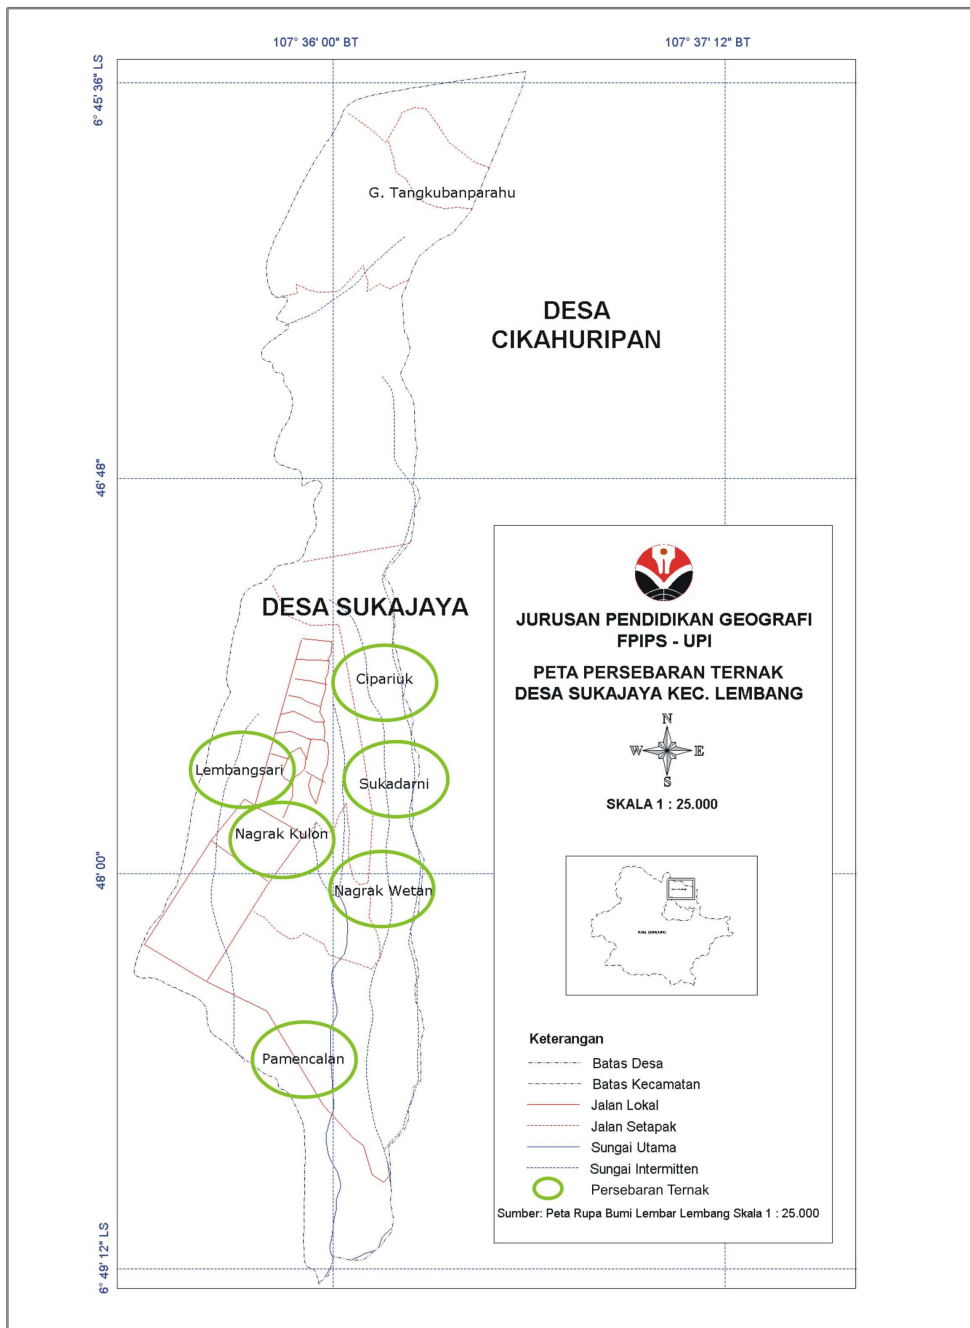 107° 36' 00" BT
107° 37' 12" BT
6° 45' 36" LS
G. Tangkubanparahu
DESA
CIKAHURIPAN
46' 48"
DESA SUKAJAYA
Cipariuk
Lembangsari
Sukadarni
Nagrak Kulon
48' 00"
Nagrak Wetan
Pamencalan
6° 49' 12" LS
JURUSAN PENDIDIKAN GEOGRAFI
FPIPS - UPI
PETA PERSEBARAN TERNAK
DESA SUKAJAYA KEC. LEMBANG
N
W E
S
SKALA 1 : 25.000
KAB. BANDUNG
Keterangan
Batas Desa
Batas Kecamatan
Jalan Lokal
Jalan Setapak
Sungai Utama
Sungai Intermitten
Persebaran Ternak
Sumber: Peta Rupa Bumi Lembar Lembang Skala 1 : 25.000